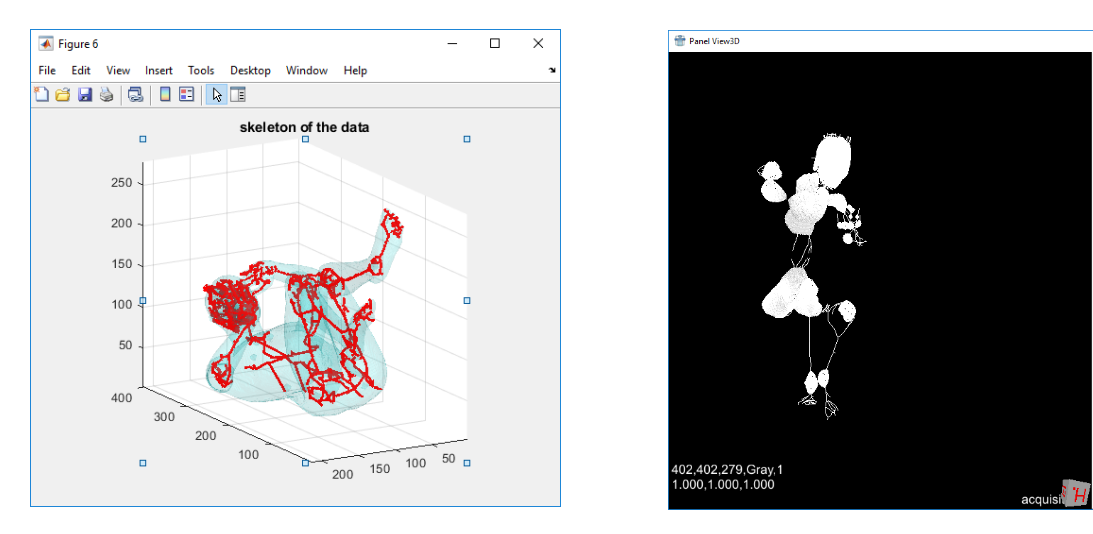 Figure 6
File Edit View Insert Tools Desktop Window Help
skeleton of the data
250
200
150
100
50
400
300
200
100
200
150
100
50
Panel View3D
402,402,279,Gray,1
1.000,1.000,1.000
acquisi
H